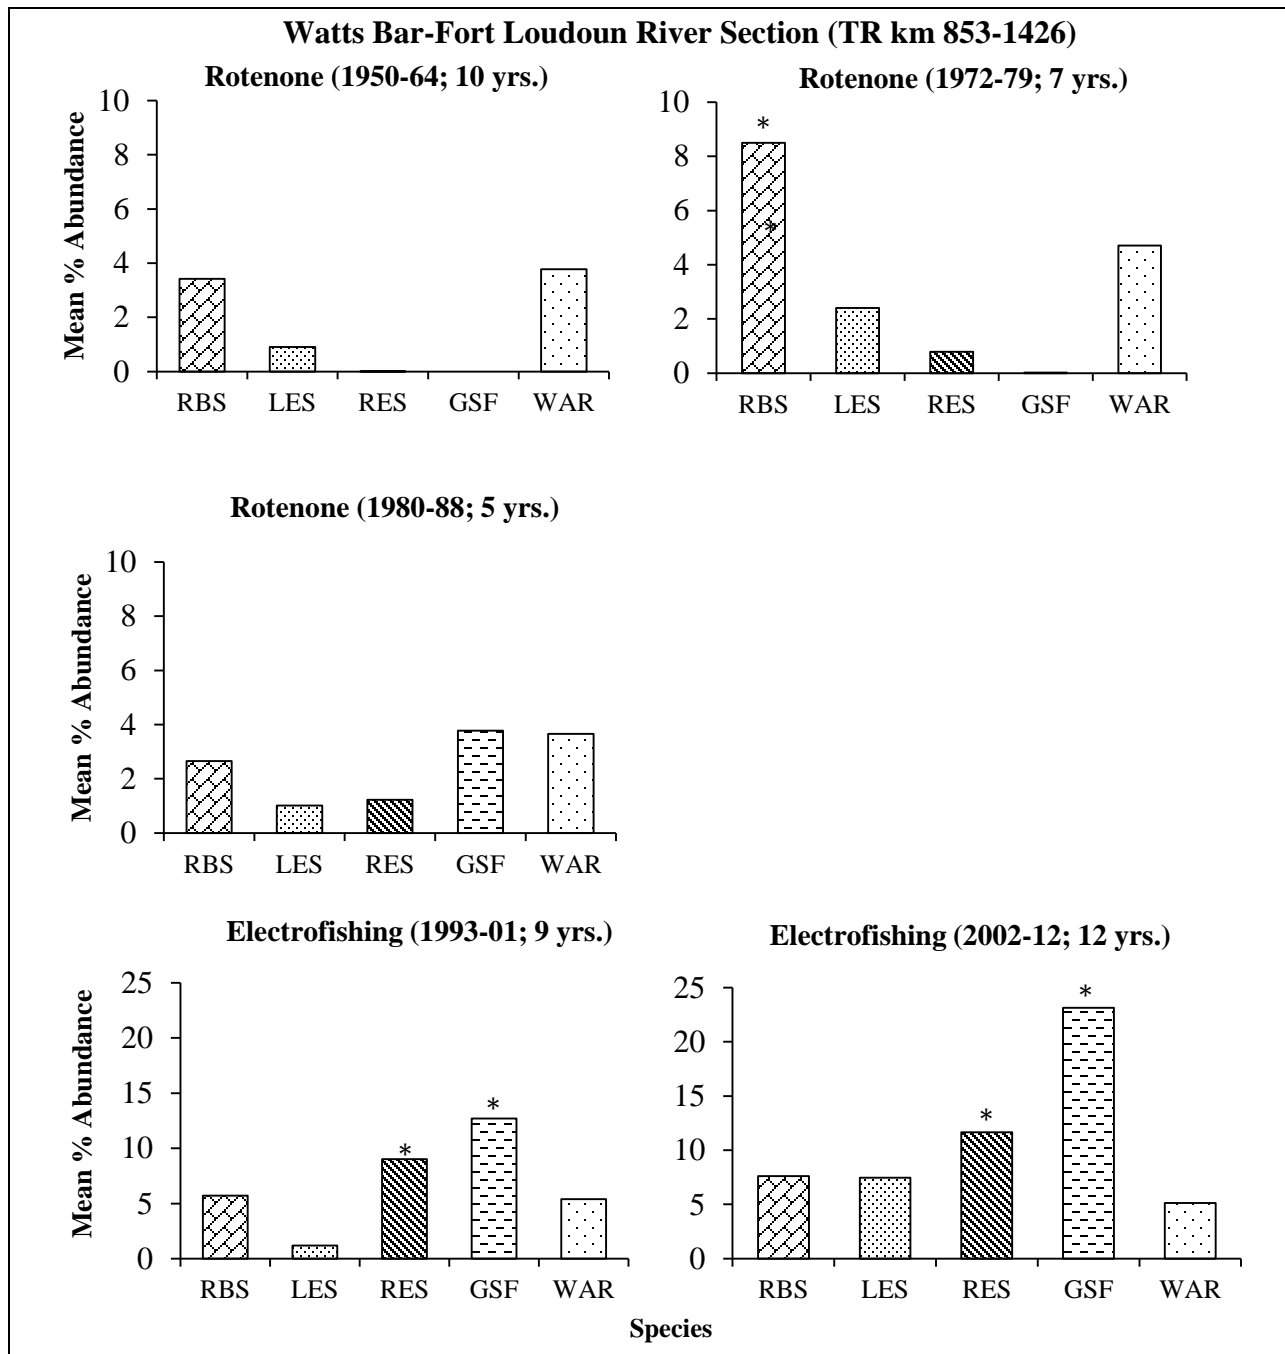 Watts Bar-Fort Loudoun River Section (TR km 853-1426)
Rotenone (1950-64; 10 yrs.)
Mean % Abundance
10
8
6
4
2
0
RBS LES RES GSF WAR
Rotenone (1972-79; 7 yrs.)
10
8
6
4
2
0
*
*
RBS LES RES GSF WAR
Rotenone (1980-88; 5 yrs.)
Mean % Abundance
10
8
6
4
2
0
RBS LES RES GSF WAR
Electrofishing (1993-01; 9 yrs.)
Mean % Abundance
25
20
15
10
5
0
*
*
RBS LES RES GSF WAR
Electrofishing (2002-12; 12 yrs.)
25
20
15
10
5
0
*
*
RBS LES RES GSF WAR
Species